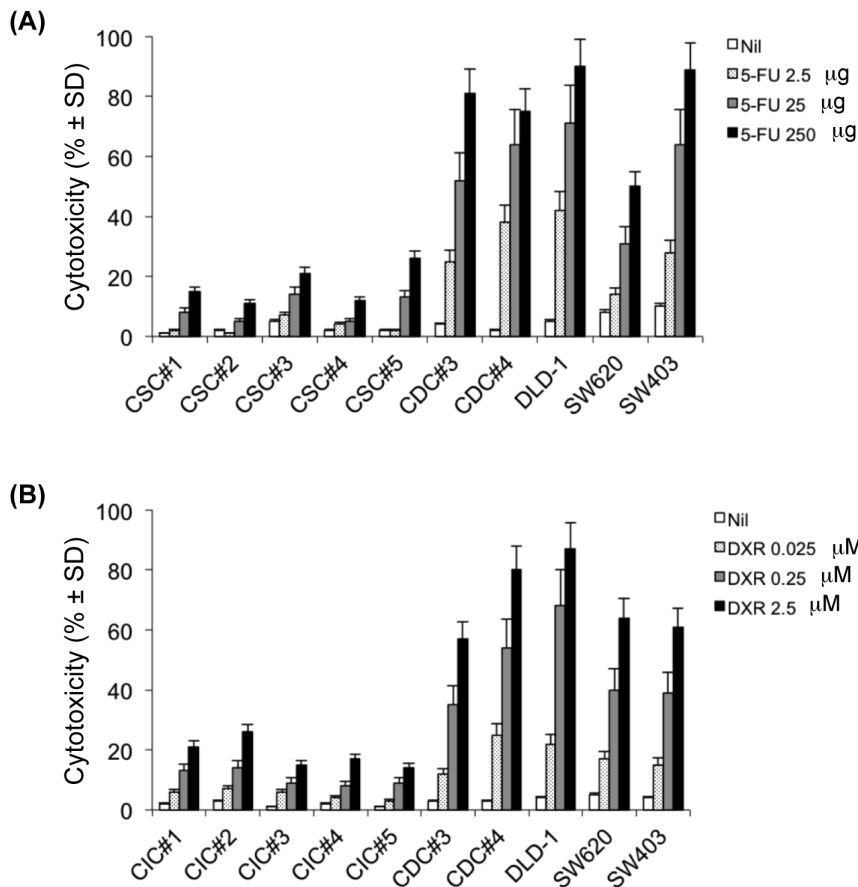 (A)
100
80
60
40
20
0
Cytotoxicity (% ± SD)
Nil
5-FU 2.5 μg
5-FU 25 μg
5-FU 250 μg
CSC#1
CSC#2
CSC#3
CSC#4
CSC#5
CDC#3
CDC#4
DLD-1
SW620
SW403
(B)
100
80
60
40
20
0
Cytotoxicity (% ± SD)
Nil
DXR 0.025 μM
DXR 0.25 μM
DXR 2.5 μM
CIC#1
CIC#2
CIC#3
CIC#4
CIC#5
CDC#3
CDC#4
DLD-1
SW620
SW403